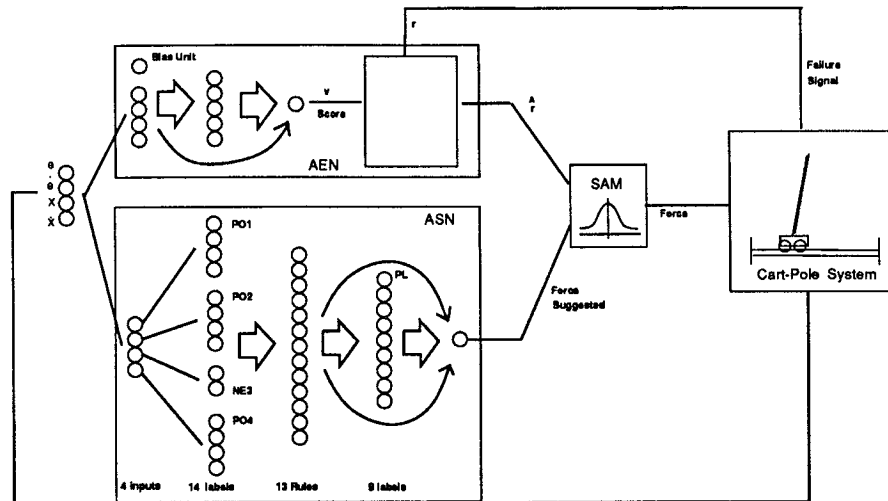 r
Bias Unit
v
Score
Failure
Signal
AEN
^
r
θ
θ̇
X
Ẋ
SAM
Force
ASN
PO1
PL
Cart-Pole System
Force
Suggested
PO2
NE3
PO4
4 Inputs
14 labels
13 Rules
9 labels